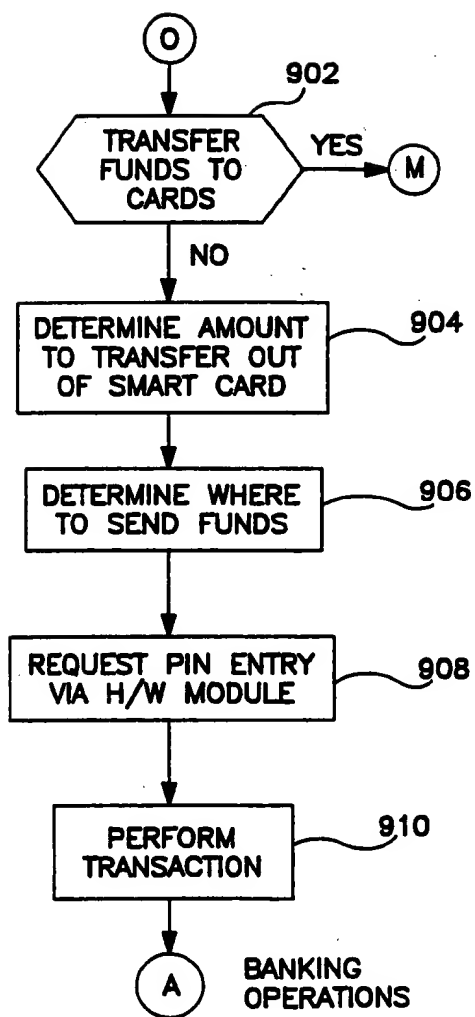 O
902
TRANSFER
FUNDS TO
CARDS
YES
M
NO
904
DETERMINE AMOUNT
TO TRANSFER OUT
OF SMART CARD
906
DETERMINE WHERE
TO SEND FUNDS
908
REQUEST PIN ENTRY
VIA H/W MODULE
910
PERFORM
TRANSACTION
A
BANKING
OPERATIONS